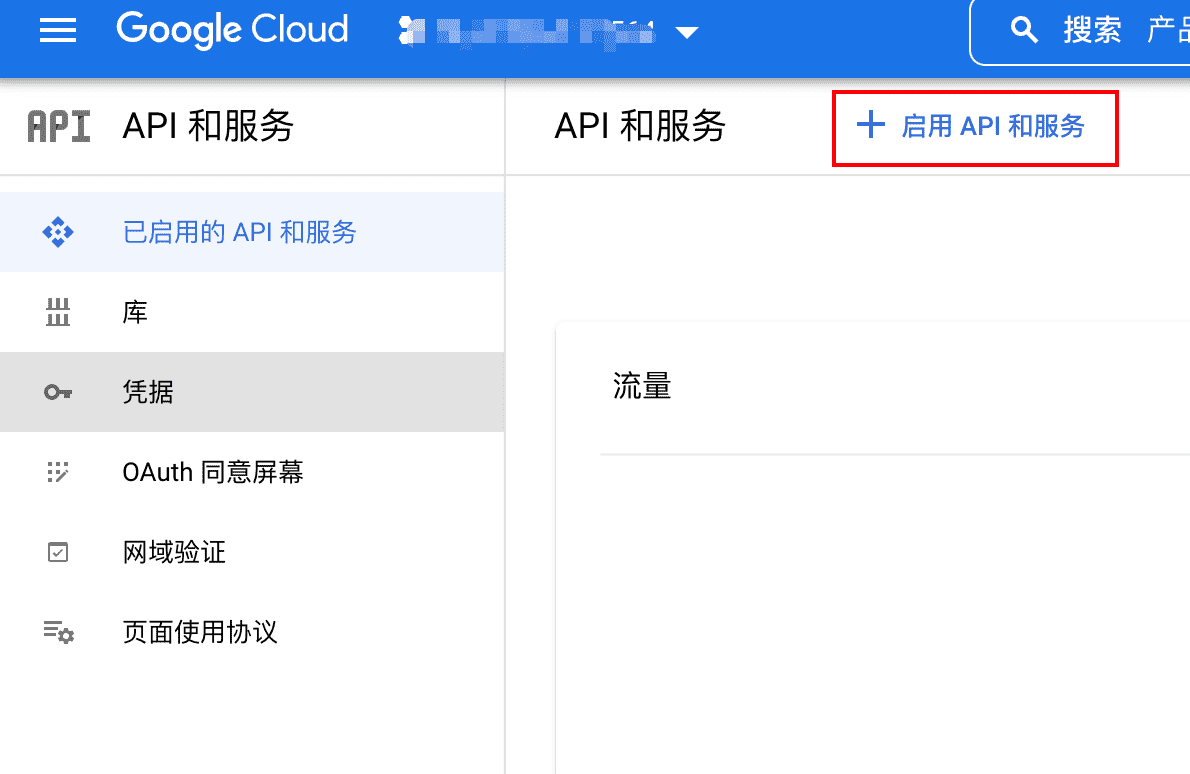 Google Cloud
搜索 产品
API API 和服务
API 和服务
+ 启用 API 和服务
已启用的 API 和服务
库
凭据
OAuth 同意屏幕
网域验证
页面使用协议
流量